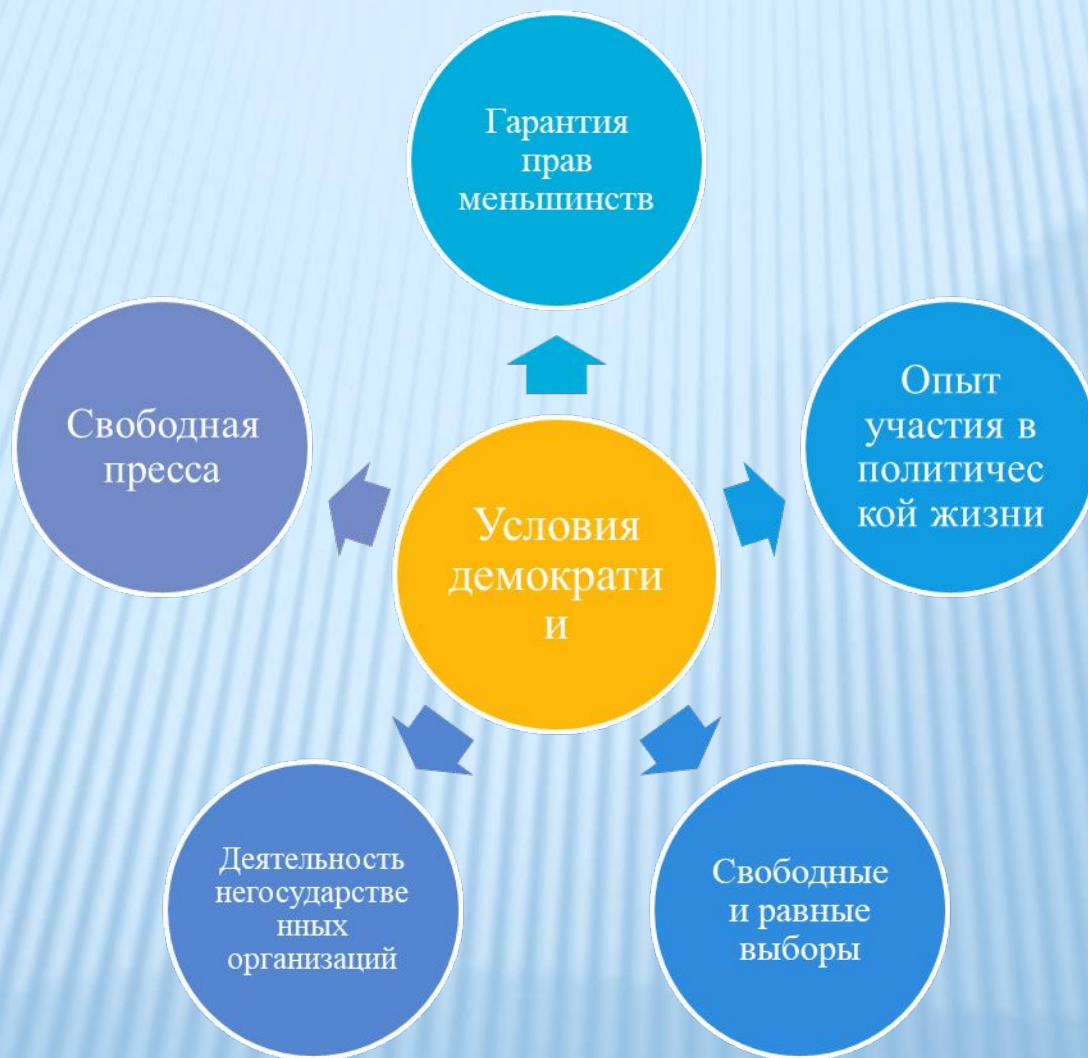 Гарантия
прав
меньшинств
Опыт
участия в
политичес
кой жизни
Свободные
и равные
выборы
Деятельность
негосударстве
нных
организаций
Свободная
пресса
Условия
демократи
и